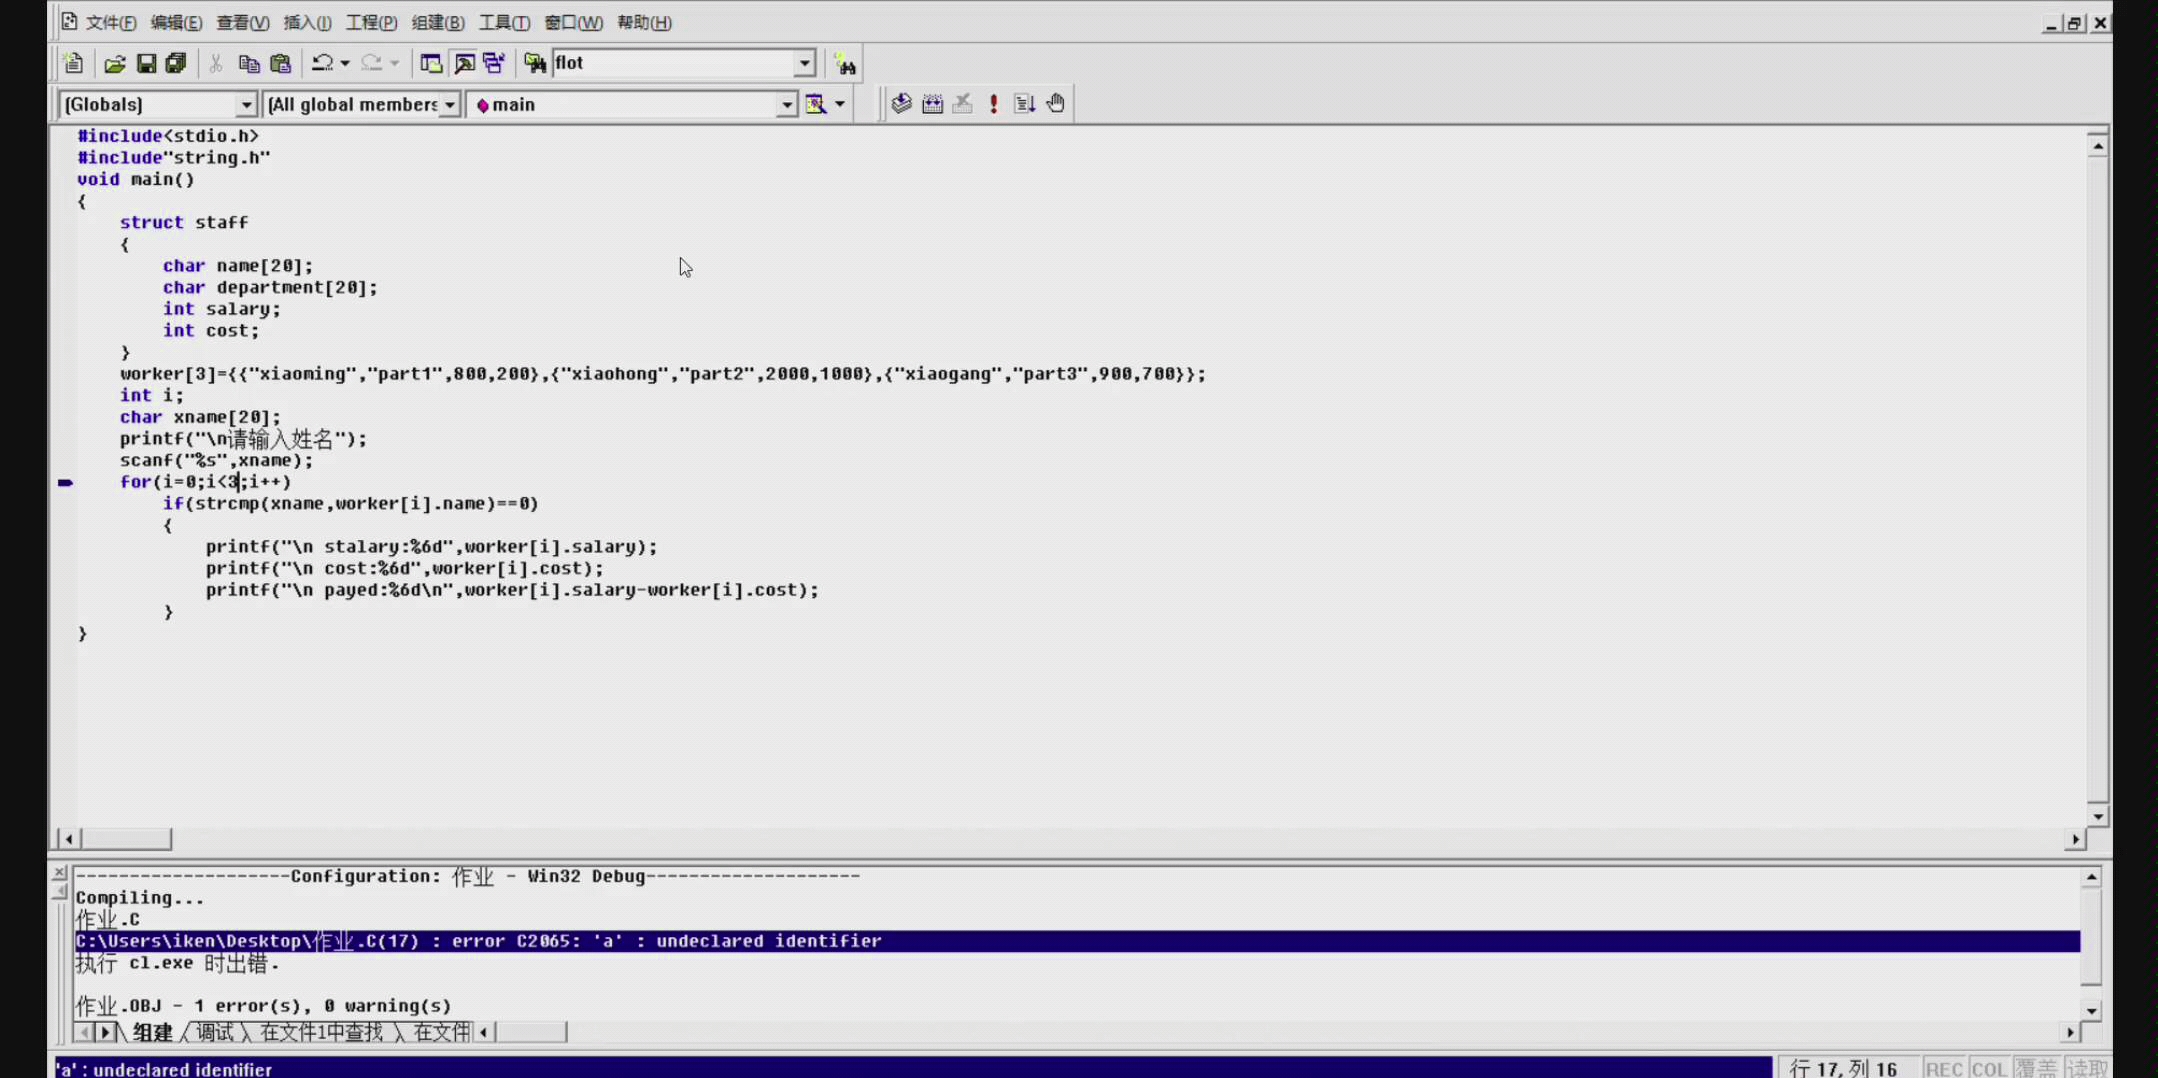 文件(F) 编辑(E) 查看(V) 插入(I) 工程(P) 组建(B) 工具(T) 窗口(W) 帮助(H)
flot
(Globals) (All global members main
#include<stdio.h>
#include"string.h"
void main()
{
struct staff
{
char name[20];
char department[20];
int salary;
int cost;
}
worker[3]={{"xiaoming","part1",800,200},{"xiaohong","part2",2000,1000},{"xiaogang","part3",900,700}};
int i;
char xname[20];
printf("\n请输入姓名");
scanf("%s",xname);
for(i=0;i<3;i++)
if(strcmp(xname,worker[i].name)==0)
{
printf("\n stalary:%6d",worker[i].salary);
printf("\n cost:%6d",worker[i].cost);
printf("\n payed:%6d\n",worker[i].salary-worker[i].cost);
}
}
--------------------Configuration: 作业 - Win32 Debug--------------------
Compiling...
作业.C
C:\Users\iken\Desktop\作业.C(17) : error C2065: 'a' : undeclared identifier
执行 cl.exe 时出错.
作业.OBJ - 1 error(s), 0 warning(s)
组建 调试 在文件1中查找 在文件
'a' : undeclared identifier 行 17, 列 16 REC COL 覆盖 读取